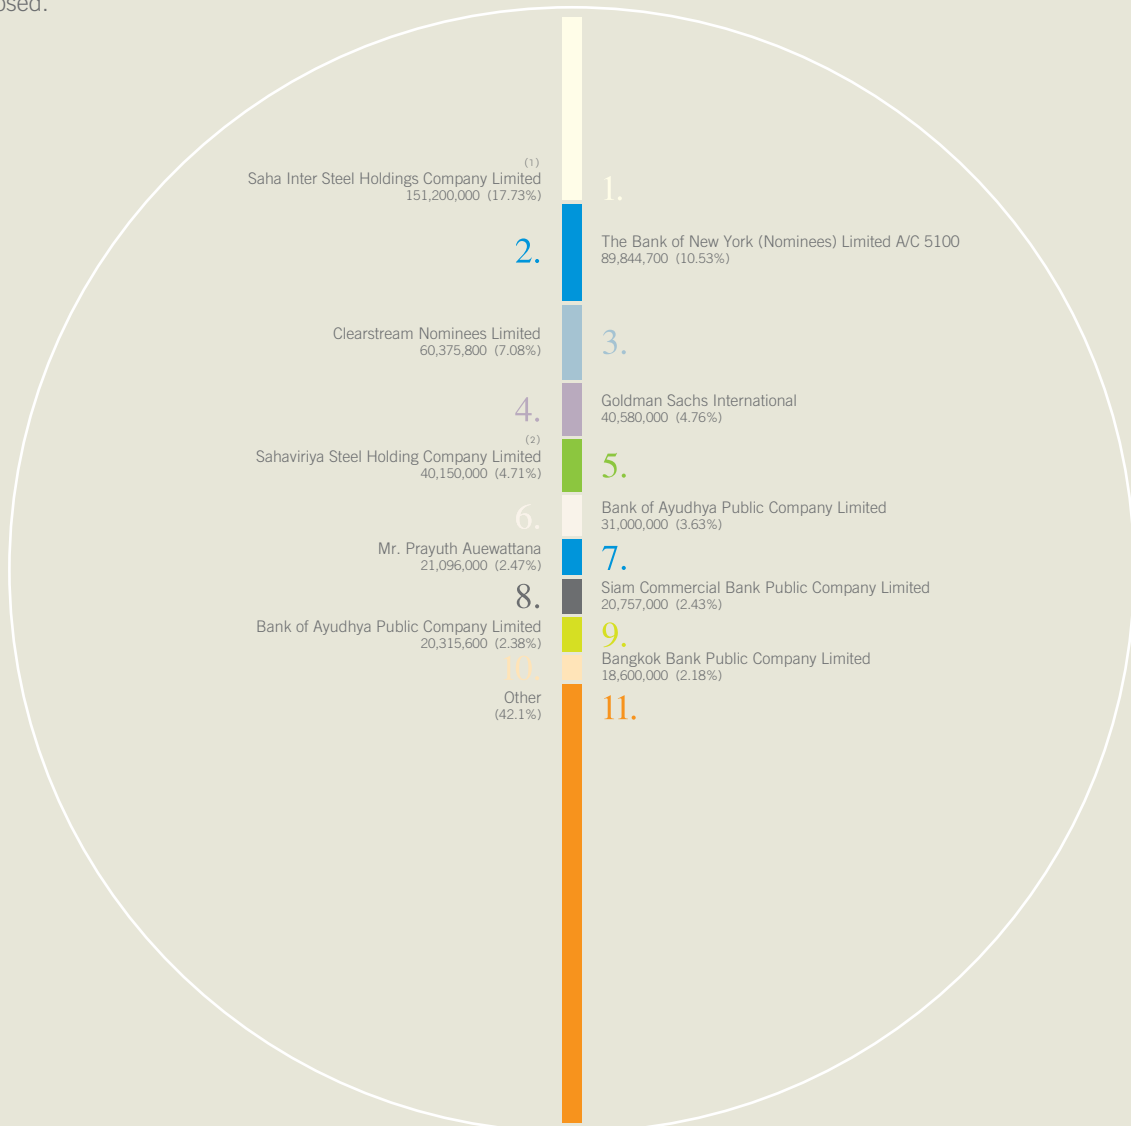 osed.
(1)
Saha Inter Steel Holdings Company Limited
151,200,000 (17.73%)
1.
2.
The Bank of New York (Nominees) Limited A/C 5100
89,844,700 (10.53%)
Clearstream Nominees Limited
60,375,800 (7.08%)
3.
4.
Goldman Sachs International
40,580,000 (4.76%)
(2)
Sahaviriya Steel Holding Company Limited
40,150,000 (4.71%)
5.
6.
Bank of Ayudhya Public Company Limited
31,000,000 (3.63%)
Mr. Prayuth Auewattana
21,096,000 (2.47%)
7.
8.
Siam Commercial Bank Public Company Limited
20,757,000 (2.43%)
Bank of Ayudhya Public Company Limited
20,315,600 (2.38%)
9.
10.
Bangkok Bank Public Company Limited
18,600,000 (2.18%)
Other
(42.1%)
11.